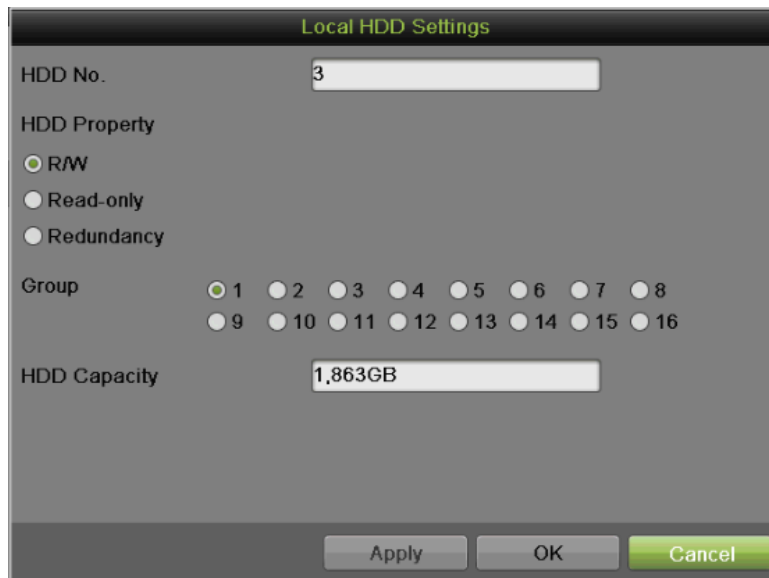 Local HDD Settings
HDD No. 3
HDD Property
R/W
Read-only
Redundancy
Group 1 2 3 4 5 6 7 8
9 10 11 12 13 14 15 16
HDD Capacity 1,863GB
Apply OK Cancel